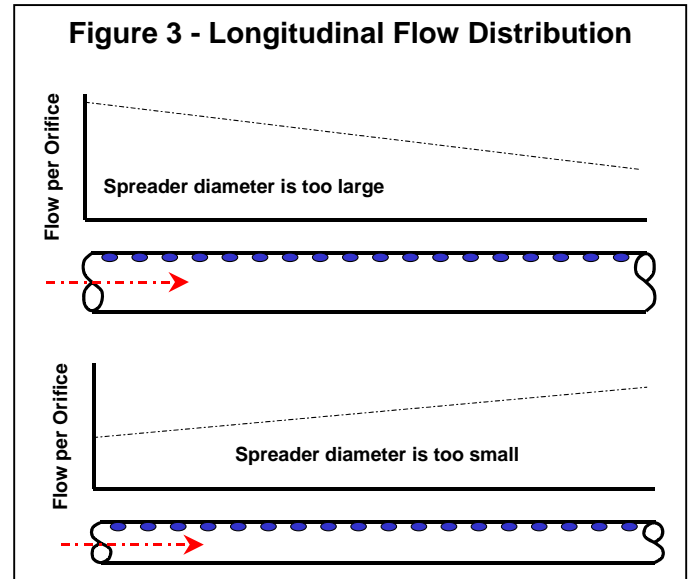 Figure 3 - Longitudinal Flow Distribution
Flow per Orifice
Spreader diameter is too large
Flow per Orifice
Spreader diameter is too small